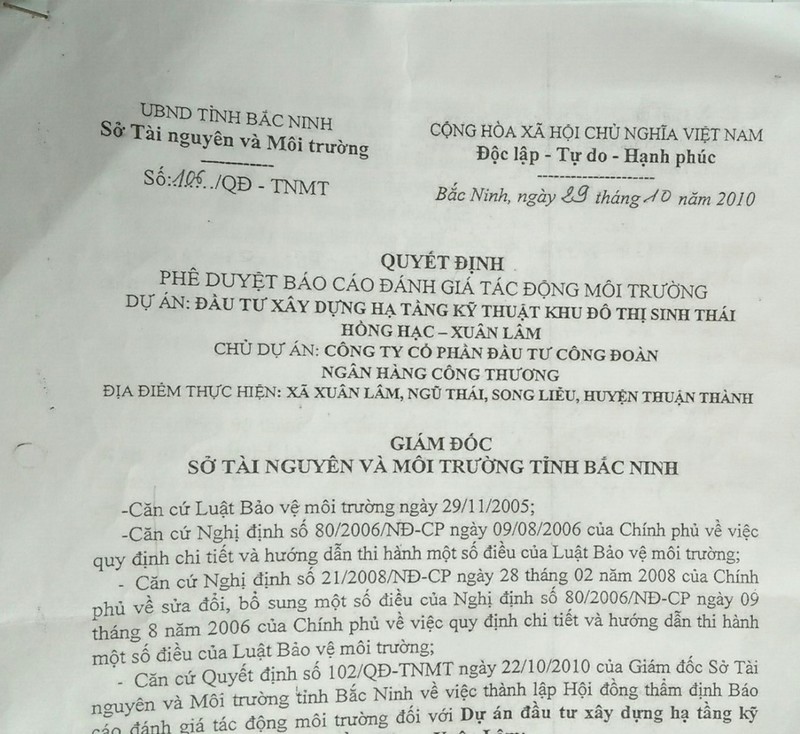 UBND TỈNH BẮC NINH
Sở Tài nguyên và Môi trường
Số:106../QĐ - TNMT
CỘNG HÒA XÃ HỘI CHỦ NGHĨA VIỆT NAM
Độc lập - Tự do - Hạnh phúc
Bắc Ninh, ngày 29 tháng 10 năm 2010
QUYẾT ĐỊNH
PHÊ DUYỆT BÁO CÁO ĐÁNH GIÁ TÁC ĐỘNG MÔI TRƯỜNG
DỰ ÁN: ĐẦU TƯ XÂY DỰNG HẠ TẦNG KỸ THUẬT KHU ĐÔ THỊ SINH THÁI
HỒNG HẠC – XUÂN LÂM
CHỦ DỰ ÁN: CÔNG TY CỔ PHẦN ĐẦU TƯ CÔNG ĐOÀN
NGÂN HÀNG CÔNG THƯƠNG
ĐỊA ĐIỂM THỰC HIỆN: XÃ XUÂN LÂM, NGŨ THÁI, SONG LIỄU, HUYỆN THUẬN THÀNH
GIÁM ĐỐC
SỞ TÀI NGUYÊN VÀ MÔI TRƯỜNG TỈNH BẮC NINH
-Căn cứ Luật Bảo vệ môi trường ngày 29/11/2005;
-Căn cứ Nghị định số 80/2006/NĐ-CP ngày 09/08/2006 của Chính phủ về việc
quy định chi tiết và hướng dẫn thi hành một số điều của Luật Bảo vệ môi trường;
- Căn cứ Nghị định số 21/2008/NĐ-CP ngày 28 tháng 02 năm 2008 của Chính
phủ về sửa đổi, bổ sung một số điều của Nghị định số 80/2006/NĐ-CP ngày 09
tháng 8 năm 2006 của Chính phủ về việc quy định chi tiết và hướng dẫn thi hành
một số điều của Luật Bảo vệ môi trường;
- Căn cứ Quyết định số 102/QĐ-TNMT ngày 22/10/2010 của Giám đốc Sở Tài
nguyên và Môi trường tỉnh Bắc Ninh về việc thành lập Hội đồng thẩm định Báo
cáo đánh giá tác động môi trường đối với Dự án đầu tư xây dựng hạ tầng kỹ